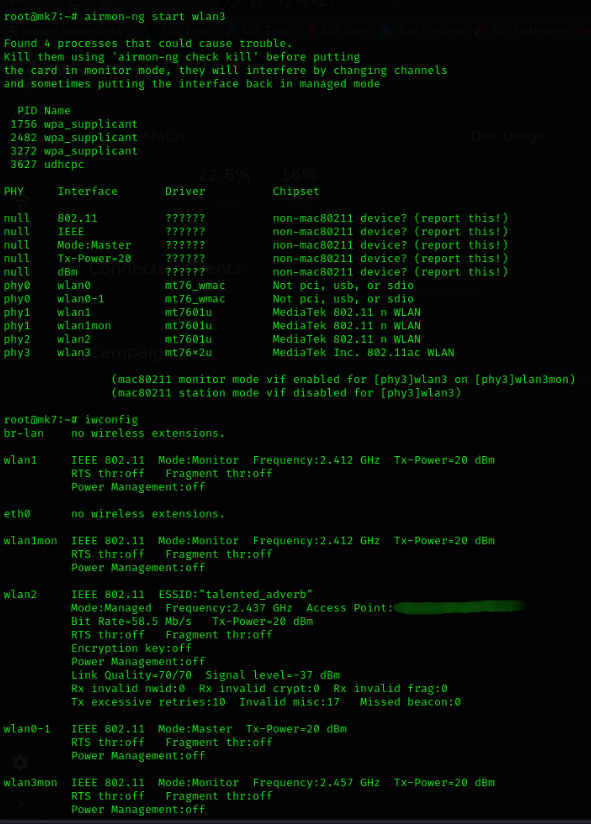 root@mk7:~# airmon-ng start wlan3
Found 4 processes that could cause trouble.
Kill them using 'airmon-ng check kill' before putting
the card in monitor mode, they will interfere by changing channels
and sometimes putting the interface back in managed mode
PID Name
1756 wpa_supplicant
2482 wpa_supplicant
3272 wpa_supplicant
3627 udhcpc
Status
Disk Usage
22.6% 16%
PHY Interface Driver Chipset
null 802.11 ?????? non-mac80211 device? (report this!)
null IEEE ?????? non-mac80211 device? (report this!)
null Mode:Master ?????? non-mac80211 device? (report this!)
null Tx-Power=20 ?????? non-mac80211 device? (report this!)
null dBm ?????? non-mac80211 device? (report this!)
phy0 wlan0 mt76_wmac Not pci, usb, or sdio
phy0 wlan0-1 mt76_wmac Not pci, usb, or sdio
phy1 wlan1 mt7601u MediaTek 802.11 n WLAN
phy1 wlan1mon mt7601u MediaTek 802.11 n WLAN
phy2 wlan2 mt7601u MediaTek 802.11 n WLAN
phy3 wlan3 mt76×2u MediaTek Inc. 802.11ac WLAN
(mac80211 monitor mode vif enabled for [phy3]wlan3 on [phy3]wlan3mon)
(mac80211 station mode vif disabled for [phy3]wlan3)
root@mk7:~# iwconfig
br-lan no wireless extensions.
wlan1 IEEE 802.11 Mode:Monitor Frequency:2.412 GHz Tx-Power=20 dBm
RTS thr:off Fragment thr:off
Power Management:off
eth0 no wireless extensions.
wlan1mon IEEE 802.11 Mode:Monitor Frequency:2.412 GHz Tx-Power=20 dBm
RTS thr:off Fragment thr:off
Power Management:off
wlan2 IEEE 802.11 ESSID:"talented_adverb"
Mode:Managed Frequency:2.437 GHz Access Point:
Bit Rate=58.5 Mb/s Tx-Power=20 dBm
RTS thr:off Fragment thr:off
Encryption key:off
Power Management:off
Link Quality=70/70 Signal level=-37 dBm
Rx invalid nwid:0 Rx invalid crypt:0 Rx invalid frag:0
Tx excessive retries:10 Invalid misc:17 Missed beacon:0
wlan0-1 IEEE 802.11 Mode:Master Tx-Power=20 dBm
RTS thr:off Fragment thr:off
Power Management:off
wlan3mon IEEE 802.11 Mode:Monitor Frequency:2.457 GHz Tx-Power=20 dBm
RTS thr:off Fragment thr:off
Power Management:off